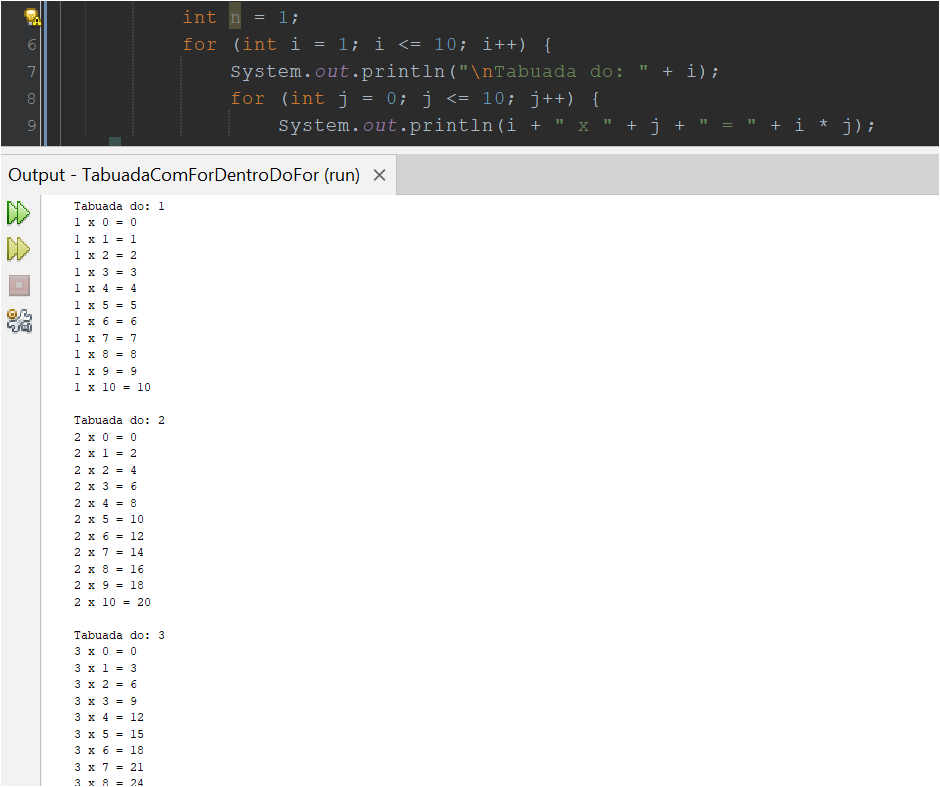 int n = 1;
6 for (int i = 1; i <= 10; i++) {
7 System.out.println("\nTabuada do: " + i);
8 for (int j = 0; j <= 10; j++) {
9 System.out.println(i + " x " + j + " = " + i * j);
Output - TabuadaComForDentroDoFor (run)
Tabuada do: 1
1 x 0 = 0
1 x 1 = 1
1 x 2 = 2
1 x 3 = 3
1 x 4 = 4
1 x 5 = 5
1 x 6 = 6
1 x 7 = 7
1 x 8 = 8
1 x 9 = 9
1 x 10 = 10
Tabuada do: 2
2 x 0 = 0
2 x 1 = 2
2 x 2 = 4
2 x 3 = 6
2 x 4 = 8
2 x 5 = 10
2 x 6 = 12
2 x 7 = 14
2 x 8 = 16
2 x 9 = 18
2 x 10 = 20
Tabuada do: 3
3 x 0 = 0
3 x 1 = 3
3 x 2 = 6
3 x 3 = 9
3 x 4 = 12
3 x 5 = 15
3 x 6 = 18
3 x 7 = 21
3 x 8 = 24